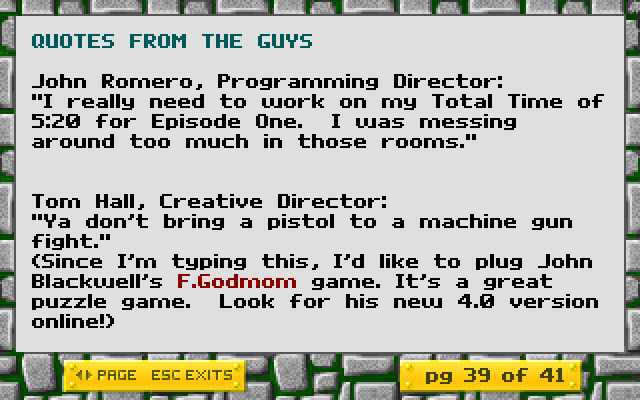 QUOTES FROM THE GUYS
John Romero, Programming Director:
"I really need to work on my Total Time of
5:20 for Episode One.  I was messing
around too much in those rooms."
Tom Hall, Creative Director:
"Ya don't bring a pistol to a machine gun
fight."
(Since I'm typing this, I'd like to plug John
Blackwell's F.Godmom game. It's a great
puzzle game.  Look for his new 4.0 version
online!)
PAGE ESC EXITS
pg 39 of 41